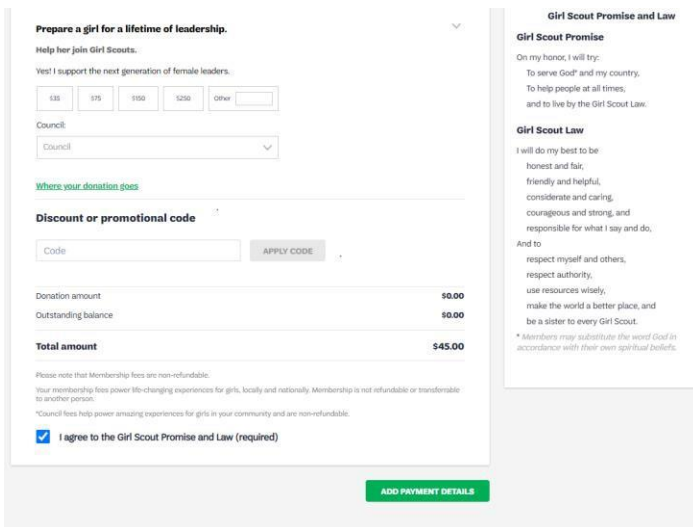 Prepare a girl for a lifetime of leadership.
Help her join Girl Scouts.
Yes! I support the next generation of female leaders.
$35 $75 $150 $250 Other
Council:
Council
Where your donation goes
Discount or promotional code
Code APPLY CODE
Donation amount $0.00
Outstanding balance $0.00
Total amount $45.00
Please note that Membership fees are non-refundable.
Your membership fees power life-changing experiences for girls, locally and nationally. Membership is not refundable or transferrable
to another person.
*Council fees help power amazing experiences for girls in your community and are non-refundable.
I agree to the Girl Scout Promise and Law (required)
ADD PAYMENT DETAILS
Girl Scout Promise and Law
Girl Scout Promise
On my honor, I will try:
To serve God* and my country,
To help people at all times,
and to live by the Girl Scout Law.
Girl Scout Law
I will do my best to be
honest and fair,
friendly and helpful,
considerate and caring,
courageous and strong, and
responsible for what I say and do,
And to
respect myself and others,
respect authority,
use resources wisely,
make the world a better place, and
be a sister to every Girl Scout.
* Members may substitute the word God in
accordance with their own spiritual beliefs.